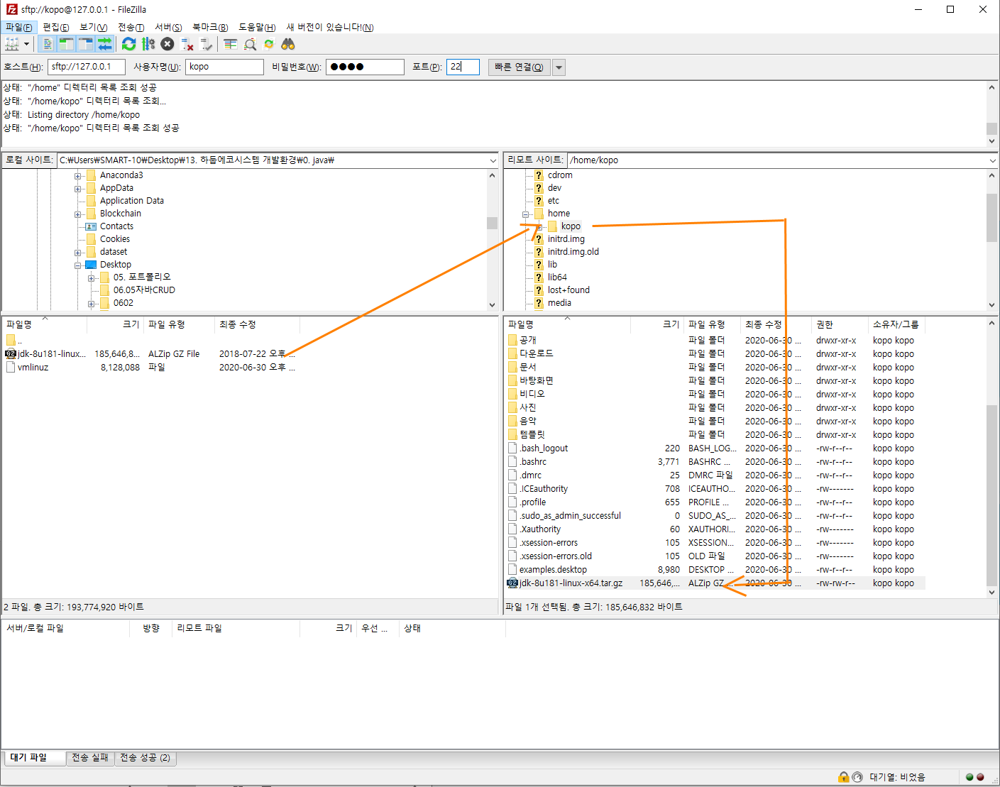 sftp://kopo@127.0.0.1 - FileZilla
파일(F) 편집(E) 보기(V) 전송(T) 서버(S) 북마크(B) 도움말(H) 새 버전이 있습니다!(N)
호스트(H): sftp://127.0.0.1 사용자명(U): kopo 비밀번호(W): ●●●● 포트(P): 22 빠른 연결(Q)
상태: "/home" 디렉터리 목록 조회 성공
상태: "/home/kopo" 디렉터리 목록 조회...
상태: Listing directory /home/kopo
상태: "/home/kopo" 디렉터리 목록 조회 성공
로컬 사이트: C:₩Users₩SMART-10₩Desktop₩13. 하둡에코시스템 개발환경₩0. java₩
Anaconda3
AppData
Application Data
Blockchain
Contacts
Cookies
dataset
Desktop
05. 포트폴리오
06.05자바CRUD
0602
리모트 사이트: /home/kopo
cdrom
dev
etc
home
kopo
initrd.img
initrd.img.old
lib
lib64
lost+found
media
파일명 크기 파일 유형 최종 수정
..
jdk-8u181-linux... 185,646,8... ALZip GZ File 2018-07-22 오후 ...
vmlinuz 8,128,088 파일 2020-06-30 오후 ...
2 파일. 총 크기: 193,774,920 바이트
파일명 크기 파일 유형 최종 수정 권한 소유자/그룹
공개 파일 폴더 2020-06-30 ... drwxr-xr-x kopo kopo
다운로드 파일 폴더 2020-06-30 ... drwxr-xr-x kopo kopo
문서 파일 폴더 2020-06-30 ... drwxr-xr-x kopo kopo
바탕화면 파일 폴더 2020-06-30 ... drwxr-xr-x kopo kopo
비디오 파일 폴더 2020-06-30 ... drwxr-xr-x kopo kopo
사진 파일 폴더 2020-06-30 ... drwxr-xr-x kopo kopo
음악 파일 폴더 2020-06-30 ... drwxr-xr-x kopo kopo
템플릿 파일 폴더 2020-06-30 ... drwxr-xr-x kopo kopo
.bash_logout 220 BASH_LOG... 2020-06-30 ... -rw-r--r-- kopo kopo
.bashrc 3,771 BASHRC ... 2020-06-30 ... -rw-r--r-- kopo kopo
.dmrc 25 DMRC 파일 2020-06-30 ... -rw-r--r-- kopo kopo
.ICEauthority 708 ICEAUTHO... 2020-06-30 ... -rw------- kopo kopo
.profile 655 PROFILE ... 2020-06-30 ... -rw-r--r-- kopo kopo
.sudo_as_admin_successful 0 SUDO_AS_... 2020-06-30 ... -rw-r--r-- kopo kopo
.Xauthority 60 XAUTHORI... 2020-06-30 ... -rw------- kopo kopo
.xsession-errors 105 XSESSION... 2020-06-30 ... -rw------- kopo kopo
.xsession-errors.old 105 OLD 파일 2020-06-30 ... -rw------- kopo kopo
examples.desktop 8,980 DESKTOP ... 2020-06-30 ... -rw-r--r-- kopo kopo
GZ jdk-8u181-linux-x64.tar.gz 185,646,... ALZip GZ ... 2020-06-30 ... -rw-rw-r-- kopo kopo
파일 1개 선택됨. 총 크기: 185,646,832 바이트
서버/로컬 파일 방향 리모트 파일 크기 우선 ... 상태
대기 파일 전송 실패 전송 성공 (2)
대기열: 비었음